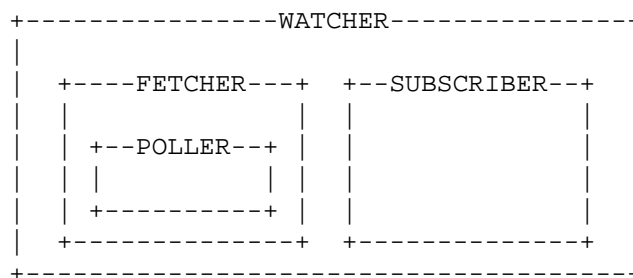 +----------------WATCHER---------------
|
|  +----FETCHER---+  +--SUBSCRIBER--+
|  |              |  |              |
|  | +--POLLER--+ |  |              |
|  | |          | |  |              |
|  | +----------+ |  |              |
|  +--------------+  +--------------+
+--------------------------------------